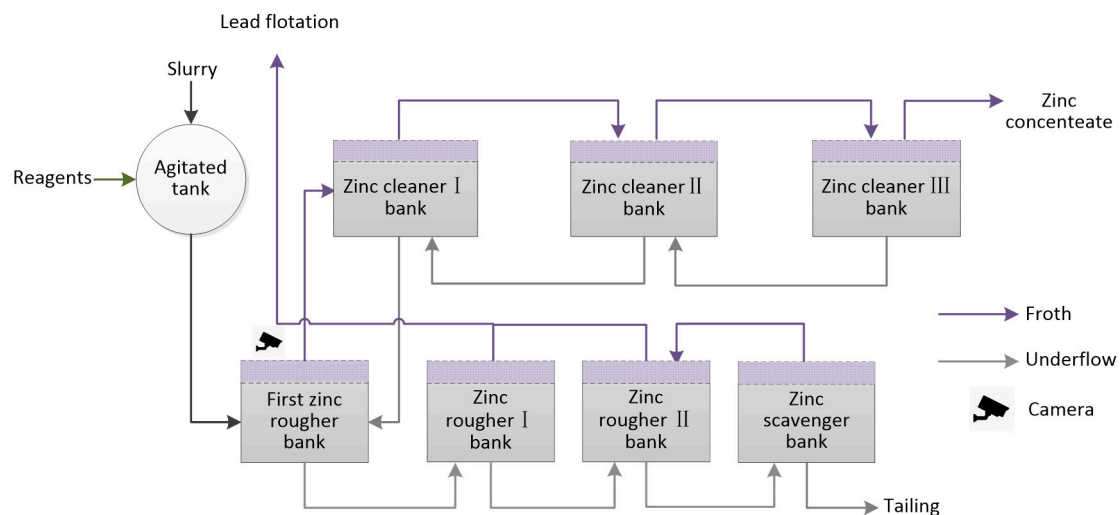 Lead flotation
Slurry
Reagents
Agitated
tank
Zinc cleaner Ⅰ
bank
Zinc cleaner Ⅱ
bank
Zinc cleaner Ⅲ
bank
Zinc
concenteate
First zinc
rougher
bank
Zinc
rougher Ⅰ
bank
Zinc
rougher Ⅱ
bank
Zinc
scavenger
bank
Tailing
Froth
Underflow
Camera